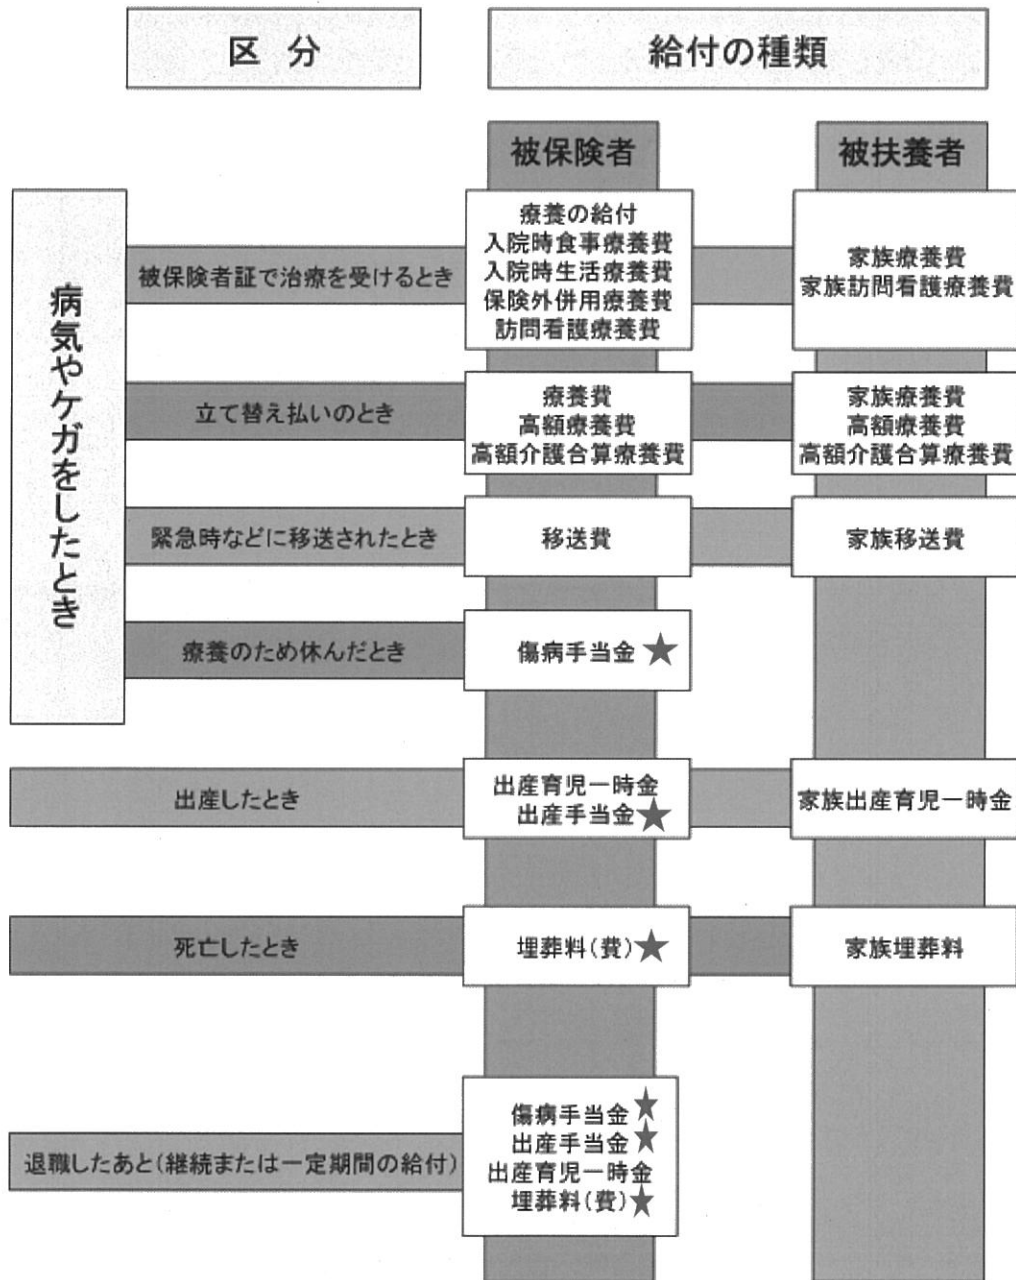 区 分
給付の種類
被保険者
被扶養者
病気やケガをしたとき
被保険者証で治療を受けるとき
療養の給付
入院時食事療養費
入院時生活療養費
保険外併用療養費
訪問看護療養費
家族療養費
家族訪問看護療養費
立て替え払いのとき
療養費
高額療養費
高額介護合算療養費
家族療養費
高額療養費
高額介護合算療養費
緊急時などに移送されたとき
移送費
家族移送費
療養のため休んだとき
傷病手当金★
出産したとき
出産育児一時金
出産手当金★
家族出産育児一時金
死亡したとき
埋葬料(費)★
家族埋葬料
退職したあと(継続または一定期間の給付)
傷病手当金★
出産手当金★
出産育児一時金
埋葬料(費)★